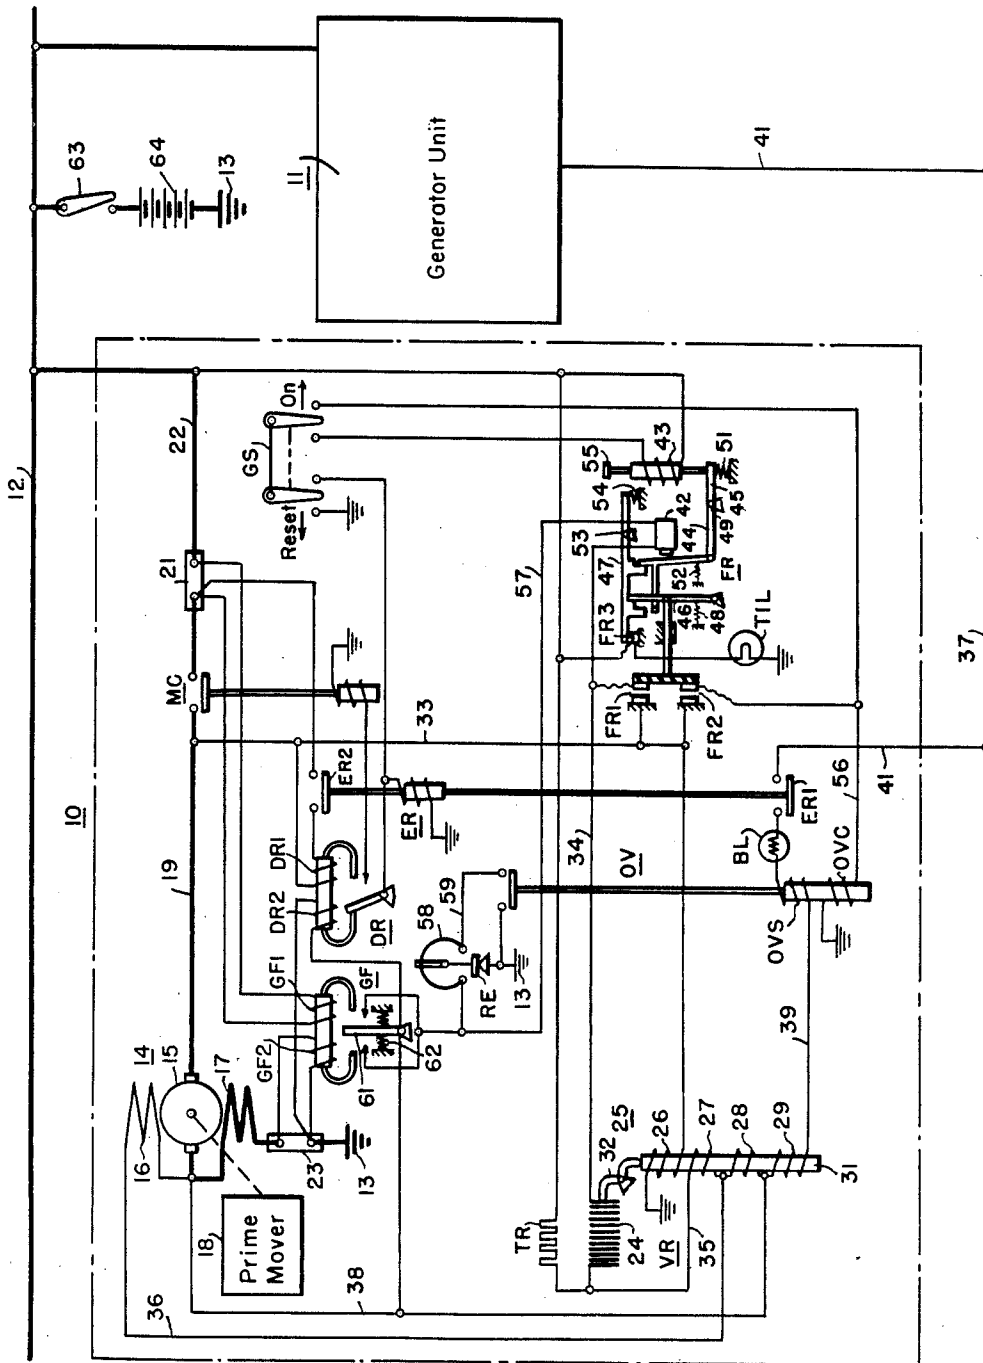 12
63
64
13
11
Generator Unit
41
10
22
GS
On
Reset
21
MC
19
33
ER2
ER
DR1
DR2
DR
GF1
GF2
GF
61
62
14
15
16
17
18
Prime
Mover
23
13
36
38
58
59
RE
13
57
34
OV
55
43
54
51
45
42
53
44
49
47
52
FR
46
48
FR3
TIL
FR1
FR2
37
41
ER1
BL
56
OVC
OVS
39
TR
32
25
26
27
28
29
31
24
VR
35